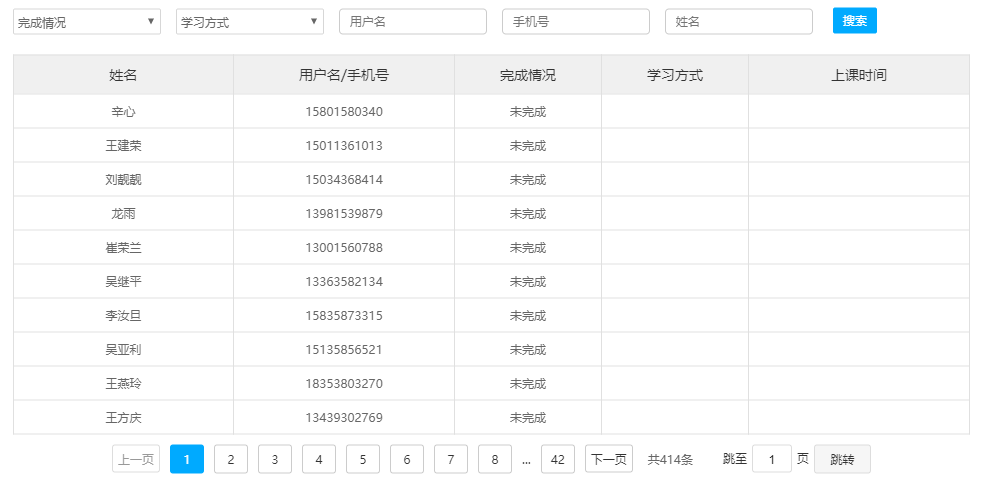 完成情况 学习方式 用户名 手机号 姓名 搜索
姓名 用户名/手机号 完成情况 学习方式 上课时间
辛心 15801580340 未完成
王建荣 15011361013 未完成
刘靓靓 15034368414 未完成
龙雨 13981539879 未完成
崔荣兰 13001560788 未完成
吴继平 13363582134 未完成
李汝旦 15835873315 未完成
吴亚利 15135856521 未完成
王燕玲 18353803270 未完成
王方庆 13439302769 未完成
上一页 1 2 3 4 5 6 7 8 ... 42 下一页 共414条 跳至 1 页 跳转